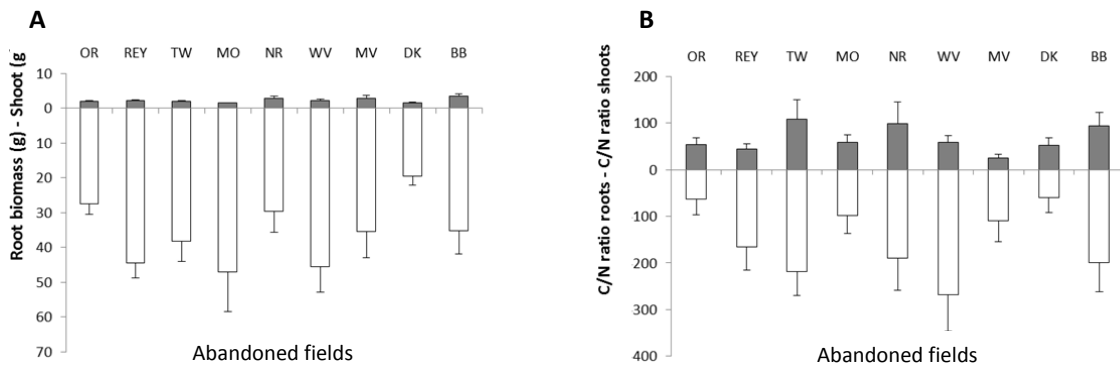 A
OR REY TW MO NR WV MV DK BB
10
0
10
20
30
40
50
60
70
Root biomass (g) - Shoot (g
Abandoned fields
B
OR REY TW MO NR WV MV DK BB
200
100
0
100
200
300
400
C/N ratio roots - C/N ratio shoots
Abandoned fields